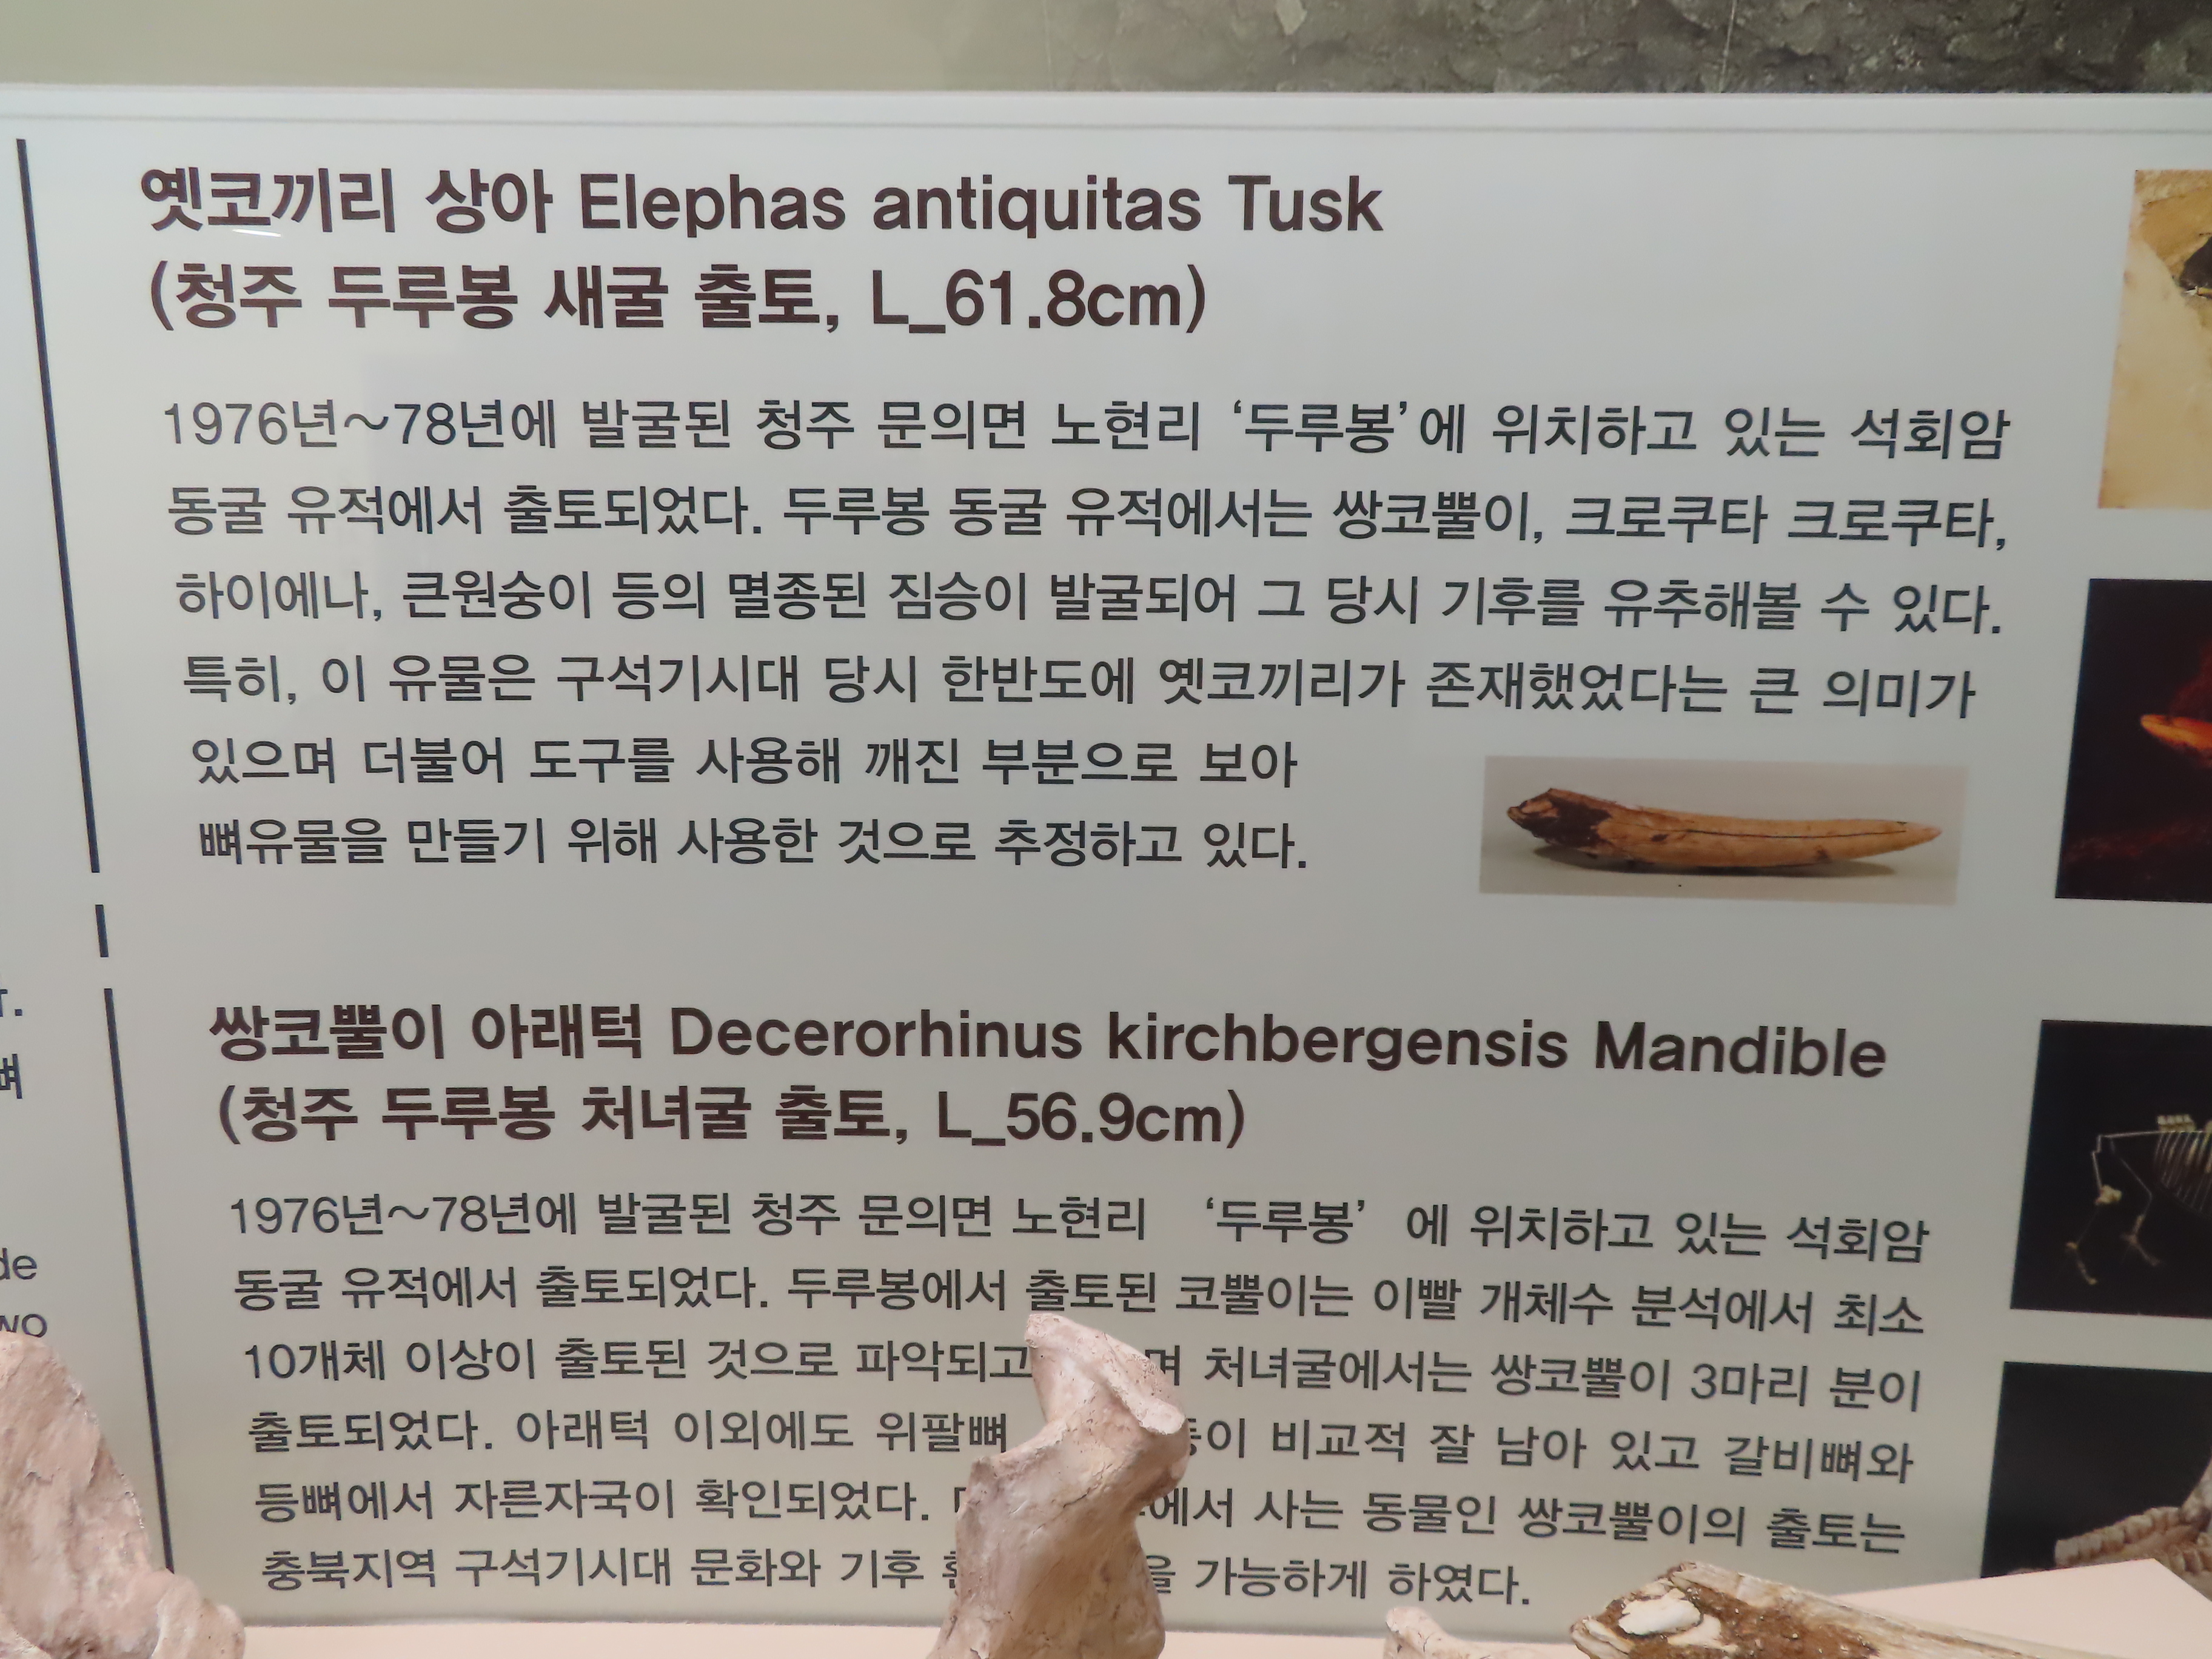 옛코끼리 상아 Elephas antiquitas Tusk
(청주 두루봉 새굴 출토, L_61.8cm)
1976년~78년에 발굴된 청주 문의면 노현리 ‘두루봉’에 위치하고 있는 석회암
동굴 유적에서 출토되었다. 두루봉 동굴 유적에서는 쌍코뿔이, 크로쿠타 크로쿠타,
하이에나, 큰원숭이 등의 멸종된 짐승이 발굴되어 그 당시 기후를 유추해볼 수 있다.
특히, 이 유물은 구석기시대 당시 한반도에 옛코끼리가 존재했었다는 큰 의미가
있으며 더불어 도구를 사용해 깨진 부분으로 보아
뼈유물을 만들기 위해 사용한 것으로 추정하고 있다.
쌍코뿔이 아래턱 Decerorhinus kirchbergensis Mandible
(청주 두루봉 처녀굴 출토, L_56.9cm)
1976년~78년에 발굴된 청주 문의면 노현리 ‘두루봉’ 에 위치하고 있는 석회암
동굴 유적에서 출토되었다. 두루봉에서 출토된 코뿔이는 이빨 개체수 분석에서 최소
10개체 이상이 출토된 것으로 파악되고 처녀굴에서는 쌍코뿔이 3마리 분이
출토되었다. 아래턱 이외에도 위팔뼈 비교적 잘 남아 있고 갈비뼈와
등뼈에서 자른자국이 확인되었다. 사는 동물인 쌍코뿔이의 출토는
충북지역 구석기시대 문화와 기후 가능하게 하였다.